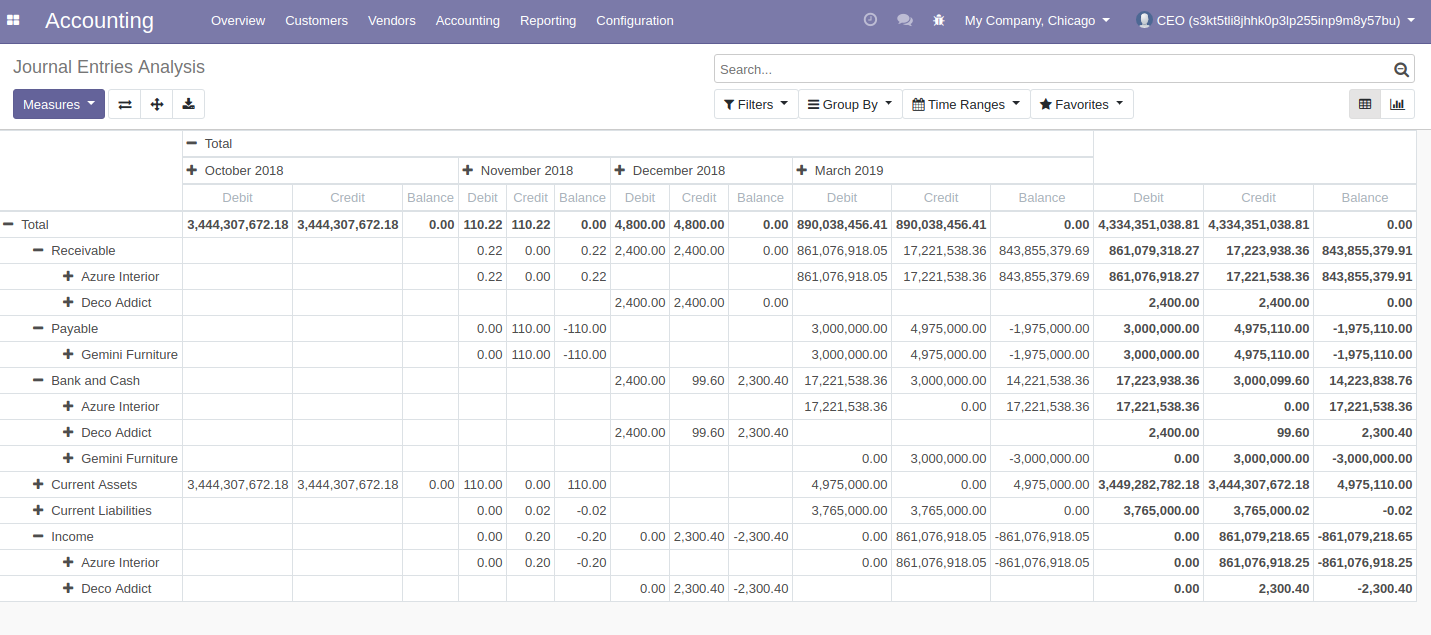 Accounting Overview Customers Vendors Accounting Reporting Configuration My Company, Chicago CEO (s3kt5tli8jhhk0p3lp255inp9m8y57bu)
Journal Entries Analysis
Search...
Measures Filters Group By Time Ranges Favorites
Total
October 2018 November 2018 December 2018 March 2019
Debit Credit Balance Debit Credit Balance Debit Credit Balance Debit Credit Balance Debit Credit Balance
Total 3,444,307,672.18 3,444,307,672.18 0.00 110.22 110.22 0.00 4,800.00 4,800.00 0.00 890,038,456.41 890,038,456.41 0.00 4,334,351,038.81 4,334,351,038.81 0.00
Receivable 0.22 0.00 0.22 2,400.00 2,400.00 0.00 861,076,918.05 17,221,538.36 843,855,379.69 861,079,318.27 17,223,938.36 843,855,379.91
Azure Interior 0.22 0.00 0.22 861,076,918.05 17,221,538.36 843,855,379.69 861,076,918.27 17,221,538.36 843,855,379.91
Deco Addict 2,400.00 2,400.00 0.00 2,400.00 2,400.00 0.00
Payable 0.00 110.00 -110.00 3,000,000.00 4,975,000.00 -1,975,000.00 3,000,000.00 4,975,110.00 -1,975,110.00
Gemini Furniture 0.00 110.00 -110.00 3,000,000.00 4,975,000.00 -1,975,000.00 3,000,000.00 4,975,110.00 -1,975,110.00
Bank and Cash 2,400.00 99.60 2,300.40 17,221,538.36 3,000,000.00 14,221,538.36 17,223,938.36 3,000,099.60 14,223,838.76
Azure Interior 17,221,538.36 0.00 17,221,538.36 17,221,538.36 0.00 17,221,538.36
Deco Addict 2,400.00 99.60 2,300.40 2,400.00 99.60 2,300.40
Gemini Furniture 0.00 3,000,000.00 -3,000,000.00 0.00 3,000,000.00 -3,000,000.00
Current Assets 3,444,307,672.18 3,444,307,672.18 0.00 110.00 0.00 110.00 4,975,000.00 0.00 4,975,000.00 3,449,282,782.18 3,444,307,672.18 4,975,110.00
Current Liabilities 0.00 0.02 -0.02 3,765,000.00 3,765,000.00 0.00 3,765,000.00 3,765,000.02 -0.02
Income 0.00 0.20 -0.20 0.00 2,300.40 -2,300.40 0.00 861,076,918.05 -861,076,918.05 0.00 861,079,218.65 -861,079,218.65
Azure Interior 0.00 0.20 -0.20 0.00 861,076,918.05 -861,076,918.05 0.00 861,076,918.25 -861,076,918.25
Deco Addict 0.00 2,300.40 -2,300.40 0.00 2,300.40 -2,300.40